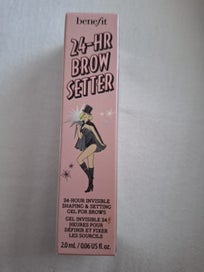 benefit
24-HR
BROW
SETTER
24-HOUR INVISIBLE
SHAPING & SETTING
GEL FOR BROWS
GEL INVISIBLE 24
HEURES POUR
DÉFINIR ET FIXER
LES SOURCILS
2.0 mL / 0.06 US fl. oz.